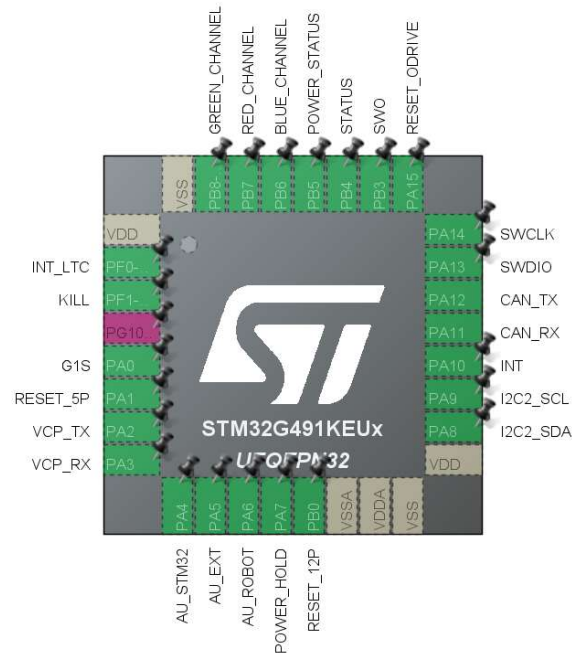 GREEN_CHANNEL
RED_CHANNEL
BLUE_CHANNEL
POWER_STATUS
STATUS
SWO
RESET_ODRIVE
VSS
PB8-
PB7
PB6
PB5
PB4
PB3
PA15
VDD
INT_LTC
PF0-
KILL
PF1-
PG10
G1S
PA0
RESET_5P
PA1
VCP_TX
PA2
VCP_RX
PA3
PA14
SWCLK
PA13
SWDIO
PA12
CAN_TX
PA11
CAN_RX
PA10
INT
PA9
I2C2_SCL
PA8
I2C2_SDA
VDD
STM32G491KEUx
UFQFPN32
PA4
PA5
PA6
PA7
PB0
VSSA
VDDA
VSS
AU_STM32
AU_EXT
AU_ROBOT
POWER_HOLD
RESET_12P